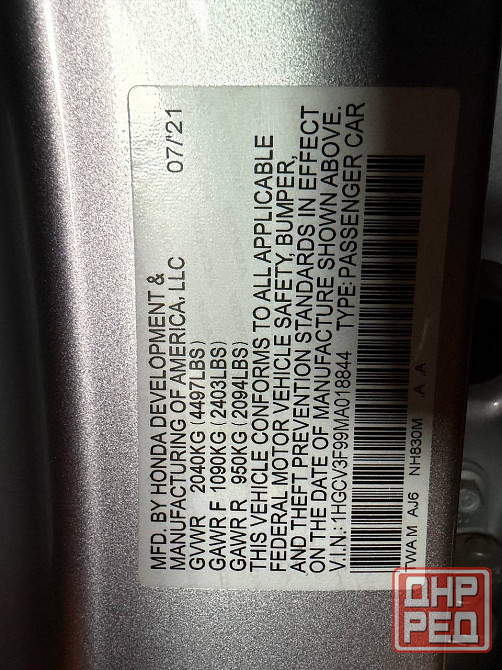 MFD. BY HONDA DEVELOPMENT &
MANUFACTURING OF AMERICA, LLC 07/'21
GVWR 2040KG (4497LBS)
GAWR F 1090KG (2403LBS)
GAWR R 950KG (2094LBS)
THIS VEHICLE CONFORMS TO ALL APPLICABLE
FEDERAL MOTOR VEHICLE SAFETY, BUMPER,
AND THEFT PREVENTION STANDARDS IN EFFECT
ON THE DATE OF MANUFACTURE SHOWN ABOVE.
V.I.N.: 1HGCV3F99MA018844 TYPE: PASSENGER CAR
TWA M AJ6 NH830M .A .A
ДНР
РЕД